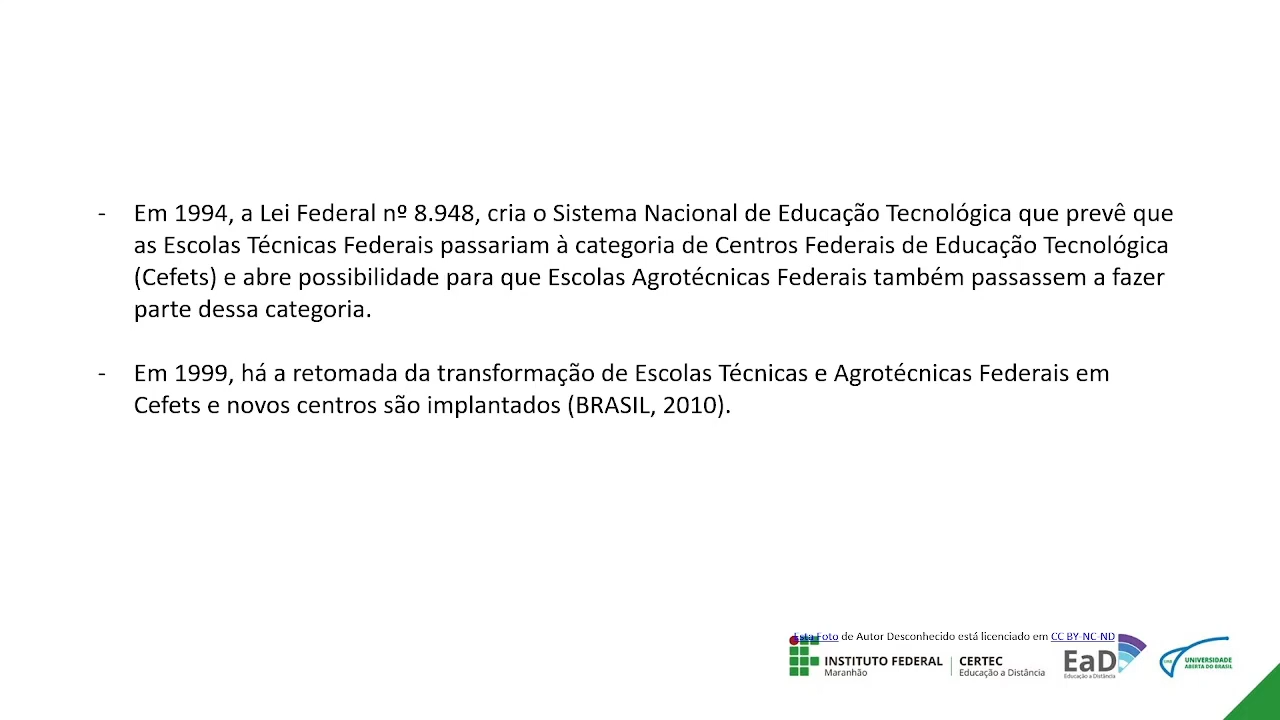 - Em 1994, a Lei Federal nº 8.948, cria o Sistema Nacional de Educação Tecnológica que prevê que
as Escolas Técnicas Federais passariam à categoria de Centros Federais de Educação Tecnológica
(Cefets) e abre possibilidade para que Escolas Agrotécnicas Federais também passassem a fazer
parte dessa categoria.
- Em 1999, há a retomada da transformação de Escolas Técnicas e Agrotécnicas Federais em
Cefets e novos centros são implantados (BRASIL, 2010).
Esta Foto de Autor Desconhecido está licenciado em CC BY-NC-ND
INSTITUTO FEDERAL
Maranhão
CERTEC
Educação a Distância
EaD
Educação a Distância
UAB
UNIVERSIDADE
ABERTA DO BRASIL